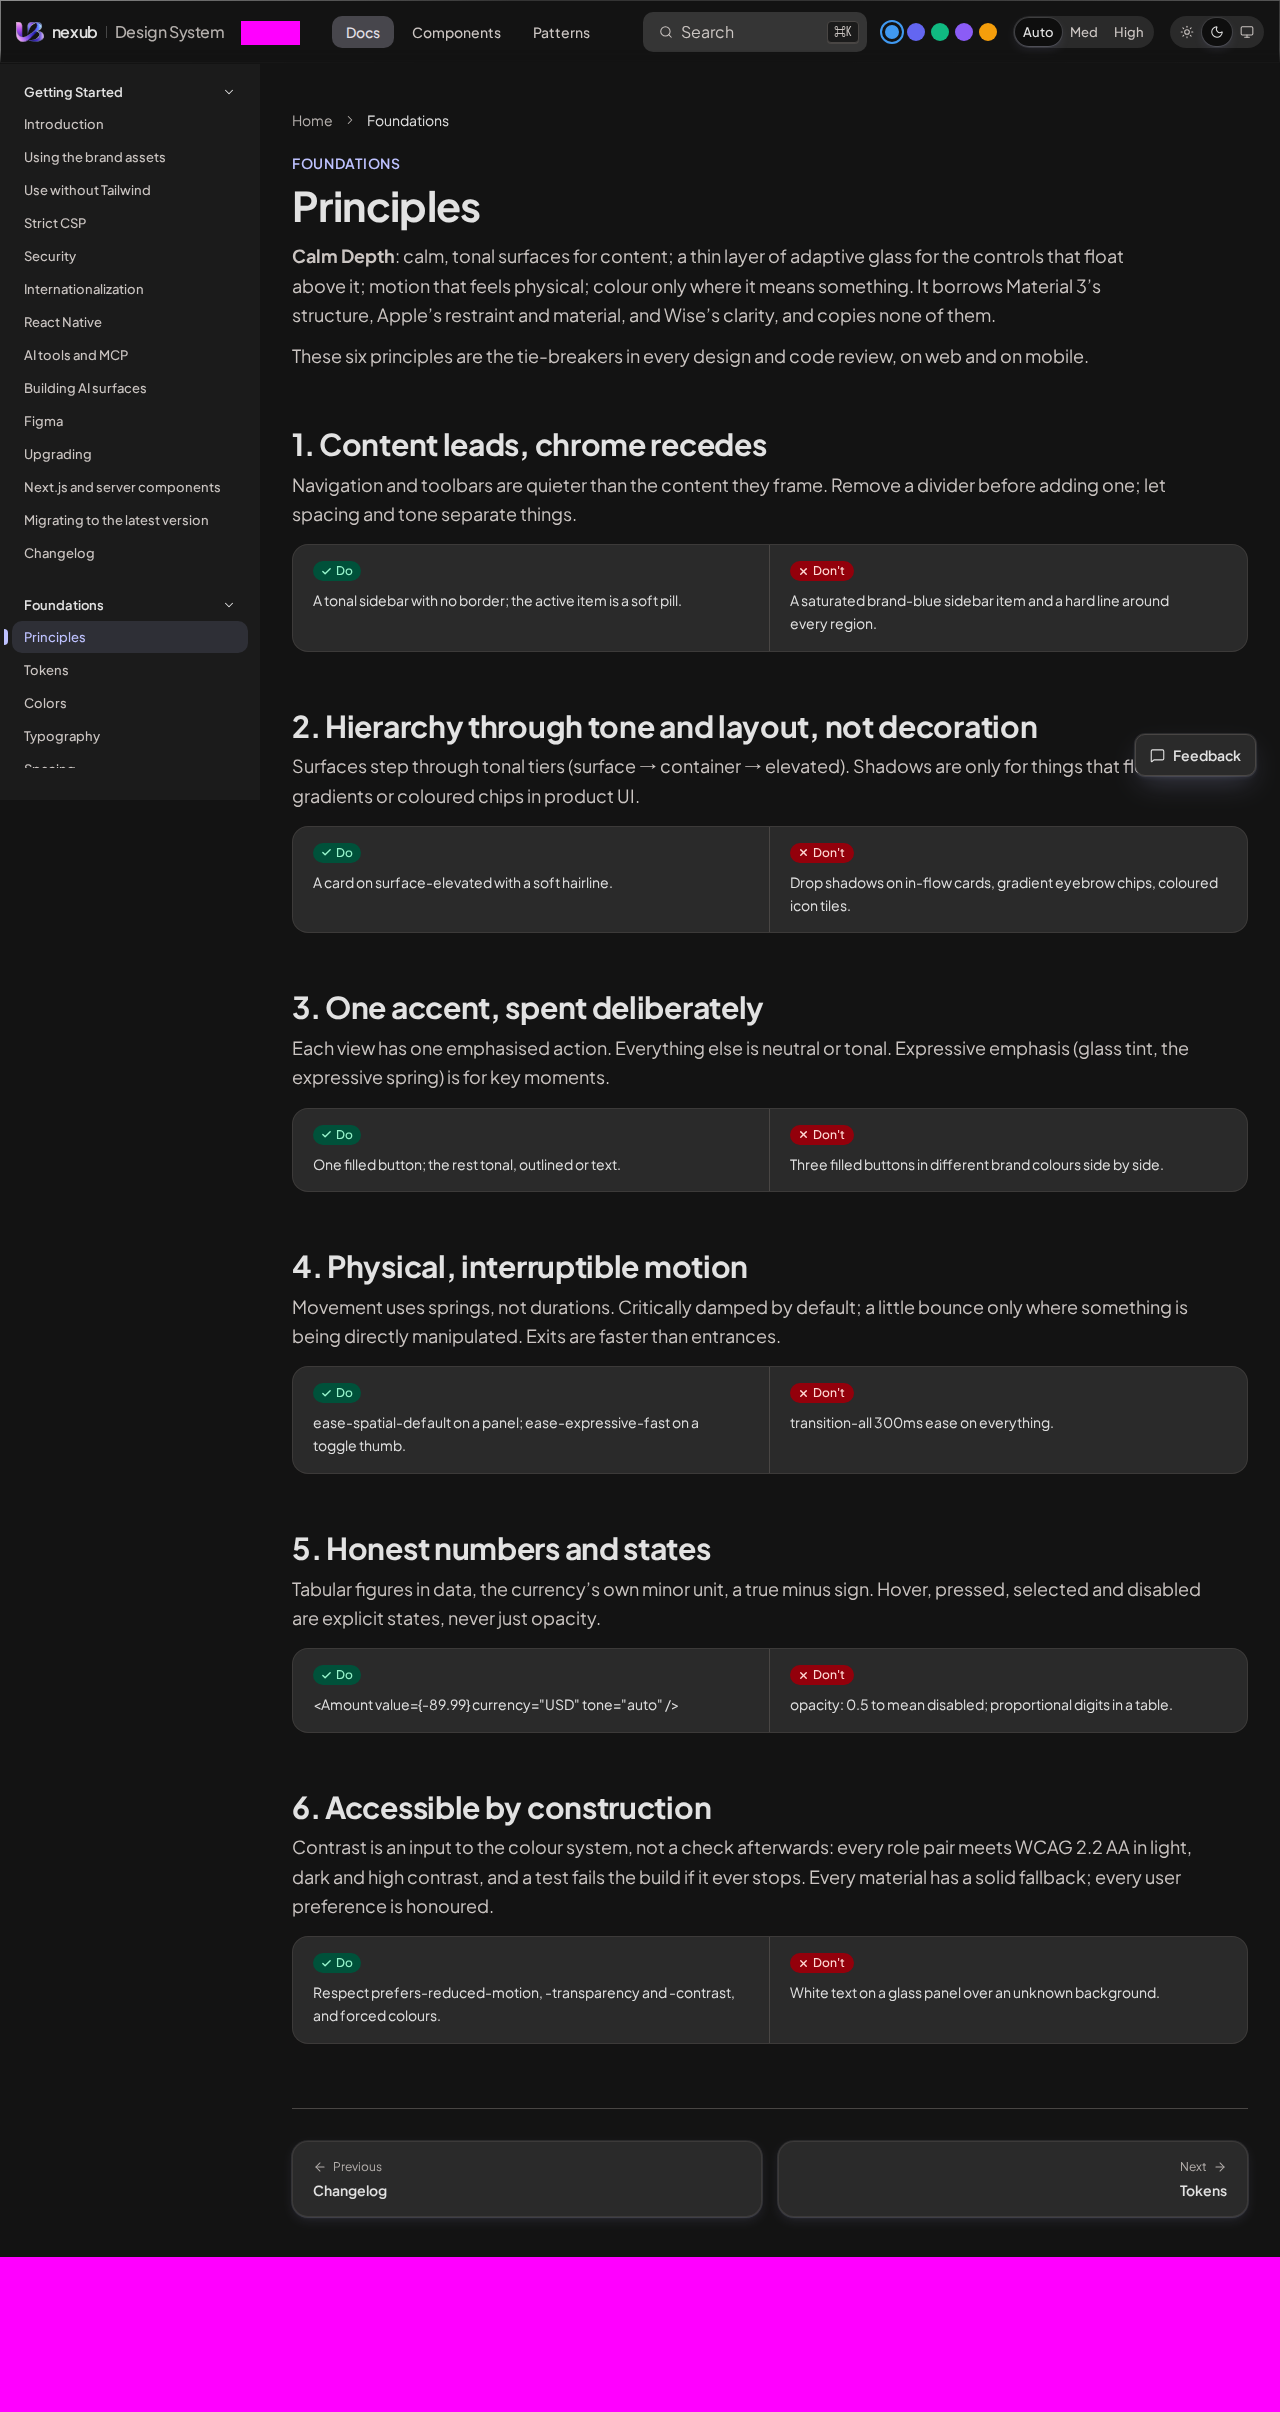 nexub | Design System
Docs
Components
Patterns
Search
⌘K
Auto
Med
High
Getting Started
Introduction
Using the brand assets
Use without Tailwind
Strict CSP
Security
Internationalization
React Native
AI tools and MCP
Building AI surfaces
Figma
Upgrading
Next.js and server components
Migrating to the latest version
Changelog
Foundations
Principles
Tokens
Colors
Typography
Home > Foundations
FOUNDATIONS
Principles
Calm Depth: calm, tonal surfaces for content; a thin layer of adaptive glass for the controls that float
above it; motion that feels physical; colour only where it means something. It borrows Material 3’s
structure, Apple’s restraint and material, and Wise’s clarity, and copies none of them.
These six principles are the tie-breakers in every design and code review, on web and on mobile.
1. Content leads, chrome recedes
Navigation and toolbars are quieter than the content they frame. Remove a divider before adding one; let
spacing and tone separate things.
Do
A tonal sidebar with no border; the active item is a soft pill.
Don't
A saturated brand-blue sidebar item and a hard line around
every region.
2. Hierarchy through tone and layout, not decoration
Surfaces step through tonal tiers (surface → container → elevated). Shadows are only for things that
gradients or coloured chips in product UI.
Feedback
Do
A card on surface-elevated with a soft hairline.
Don't
Drop shadows on in-flow cards, gradient eyebrow chips, coloured
icon tiles.
3. One accent, spent deliberately
Each view has one emphasised action. Everything else is neutral or tonal. Expressive emphasis (glass tint, the
expressive spring) is for key moments.
Do
One filled button; the rest tonal, outlined or text.
Don't
Three filled buttons in different brand colours side by side.
4. Physical, interruptible motion
Movement uses springs, not durations. Critically damped by default; a little bounce only where something is
being directly manipulated. Exits are faster than entrances.
Do
ease-spatial-default on a panel; ease-expressive-fast on a
toggle thumb.
Don't
transition-all 300ms ease on everything.
5. Honest numbers and states
Tabular figures in data, the currency’s own minor unit, a true minus sign. Hover, pressed, selected and disabled
are explicit states, never just opacity.
Do
<Amount value={-89.99} currency="USD" tone="auto" />
Don't
opacity: 0.5 to mean disabled; proportional digits in a table.
6. Accessible by construction
Contrast is an input to the colour system, not a check afterwards: every role pair meets WCAG 2.2 AA in light,
dark and high contrast, and a test fails the build if it ever stops. Every material has a solid fallback; every user
preference is honoured.
Do
Respect prefers-reduced-motion, -transparency and -contrast,
and forced colours.
Don't
White text on a glass panel over an unknown background.
← Previous
Changelog
Next →
Tokens